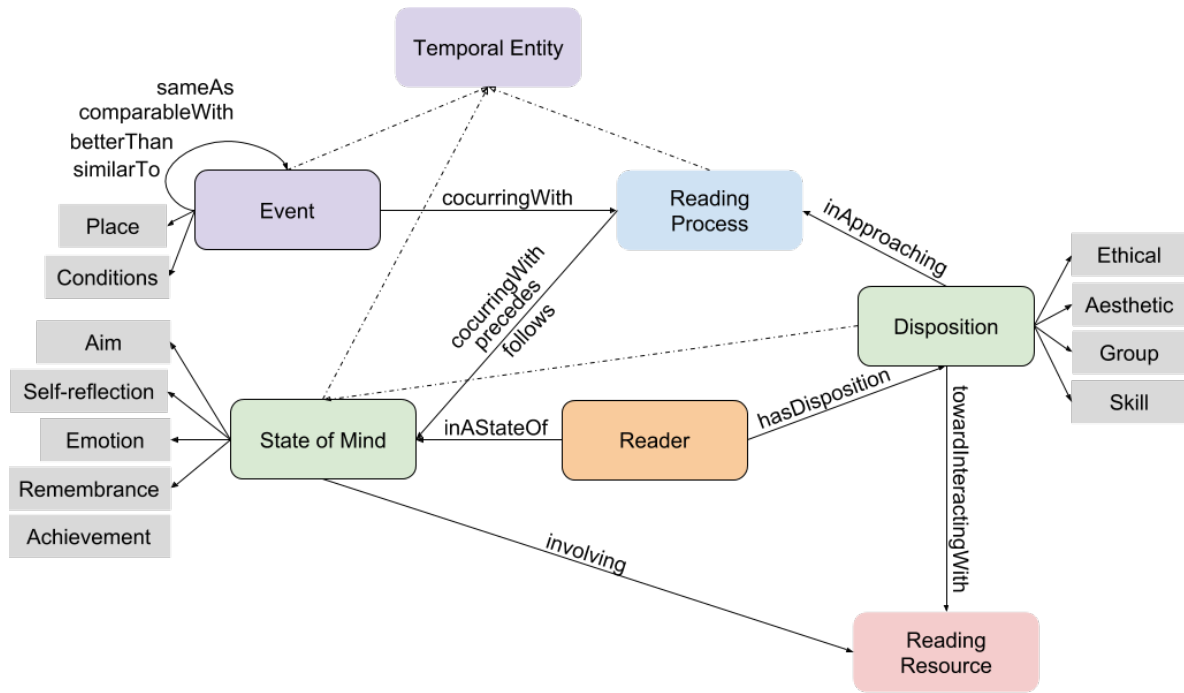 Temporal Entity
sameAs
comparableWith
betterThan
similarTo
Event
cocurringWith
Reading
Process
Place
Conditions
inApproaching
Ethical
Aesthetic
Group
Skill
Disposition
cocurringWith
precedes
follows
Aim
Self-reflection
Emotion
Remembrance
Achievement
State of Mind
inAStateOf
Reader
hasDisposition
towardInteractingWith
involving
Reading
Resource